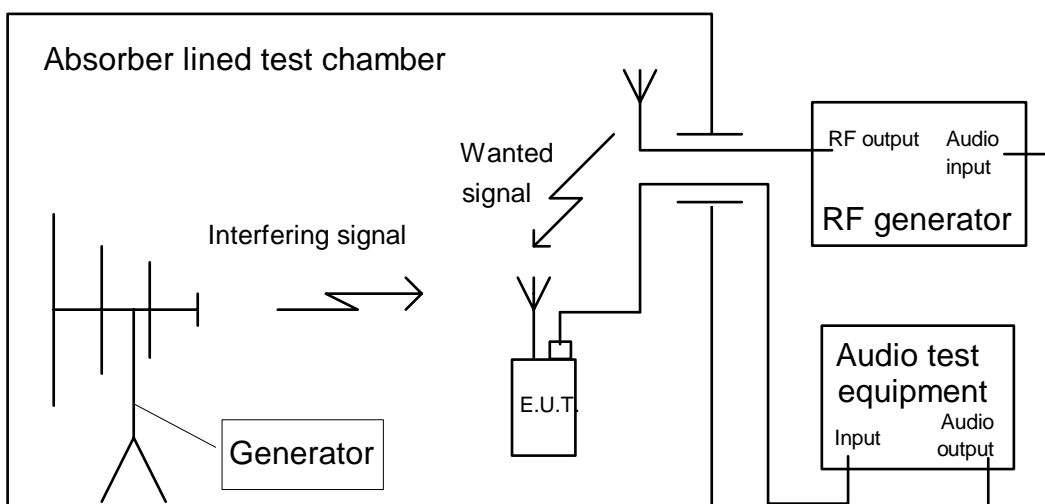 Absorber lined test chamber
Wanted
signal
Interfering signal
Generator
E.U.T.
RF output
Audio
input
RF generator
Audio test
equipment
Input
Audio
output